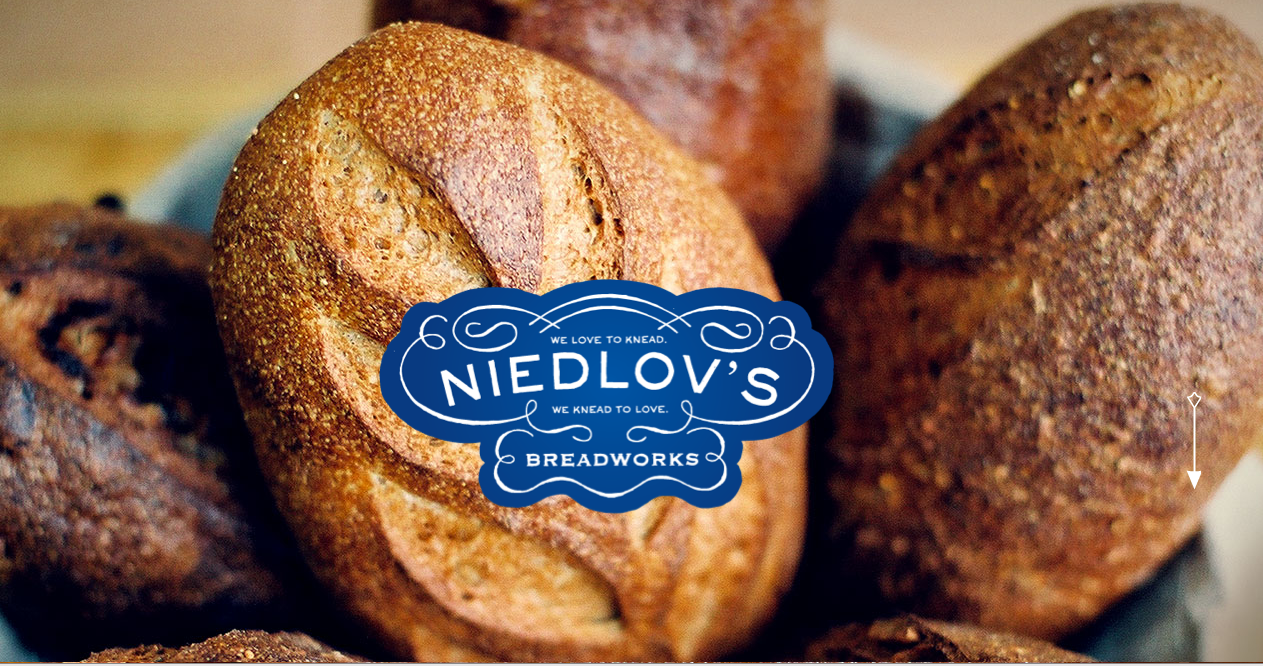 WE LOVE TO KNEAD.
NIEDLOV'S
WE KNEAD TO LOVE.
BREADWORKS